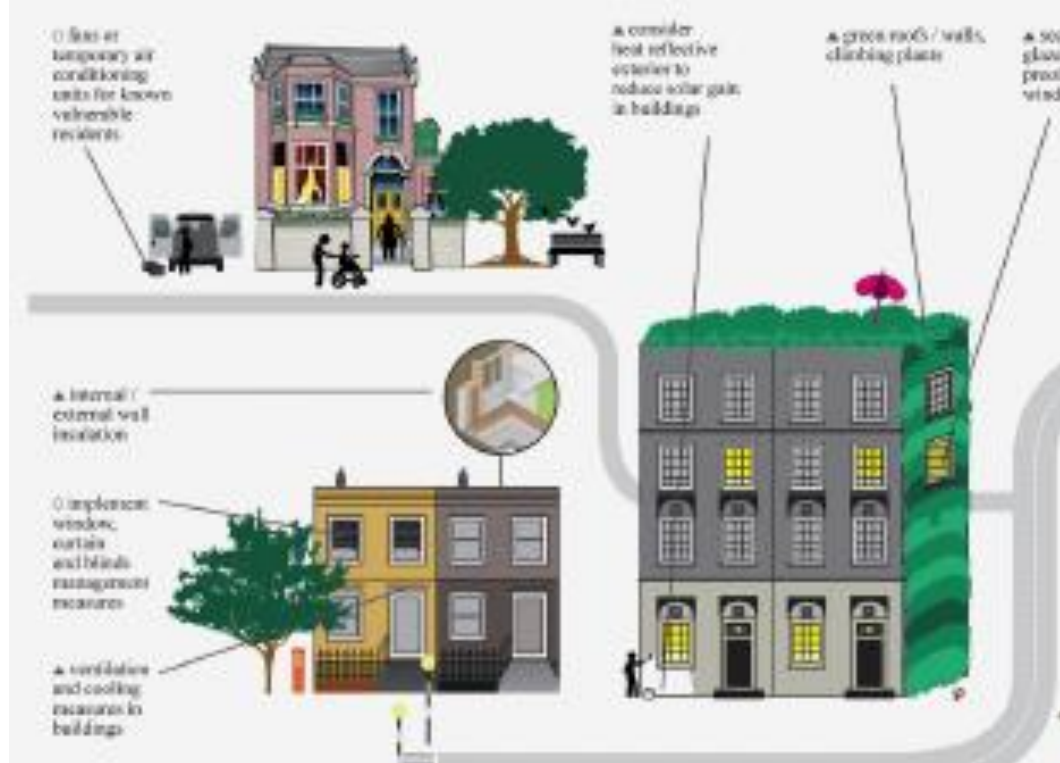 ◊ fans or
temporary air
conditioning
units for known
vulnerable
residents
▲ consider
heat reflective
exterior to
reduce solar gain
in buildings
▲ green roofs / walls,
climbing plants
▲ internal /
external wall
insulation
◊ implement
window,
curtain
and blinds
management
measures
▲ ventilation
and cooling
measures in
buildings